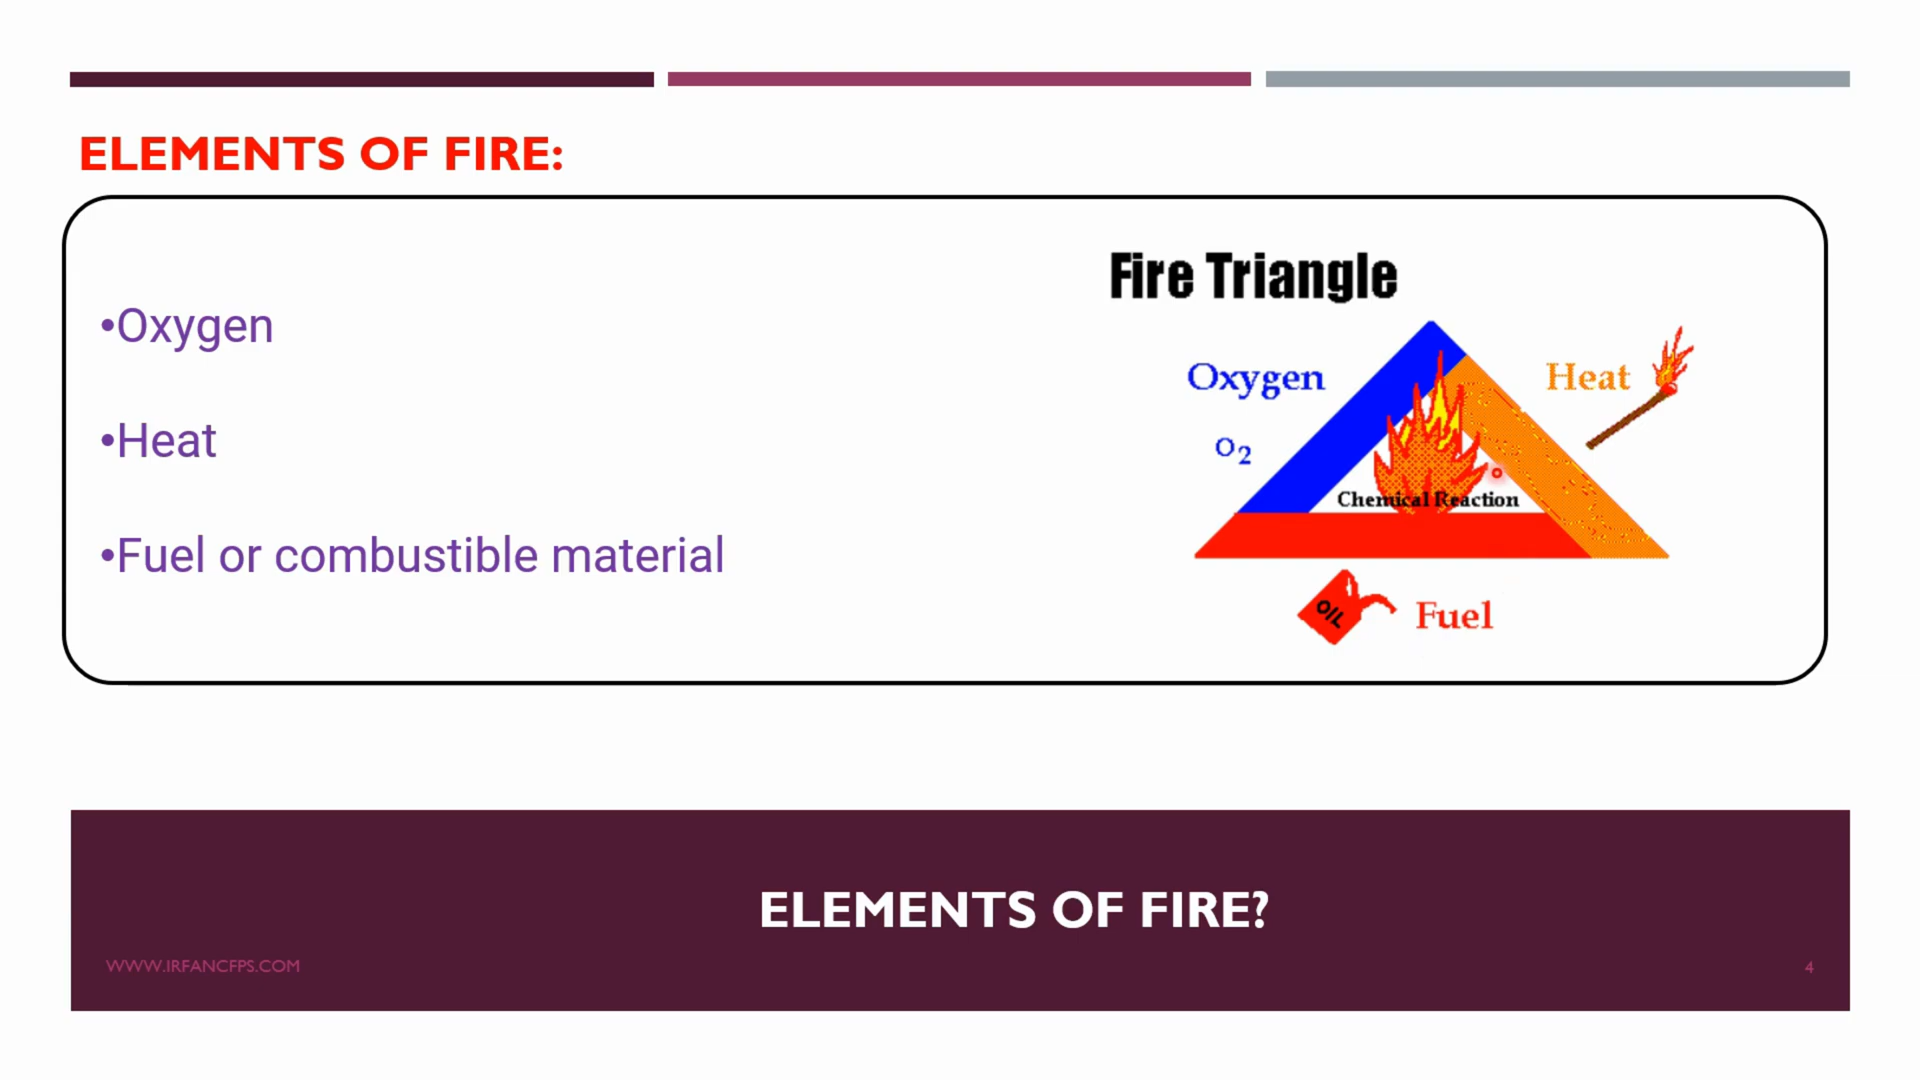 ELEMENTS OF FIRE:
•Oxygen
•Heat
•Fuel or combustible material
Fire Triangle
Oxygen
O2
Heat
Chemical Reaction
OIL
Fuel
ELEMENTS OF FIRE?
WWW.IRFANCFPS.COM
4